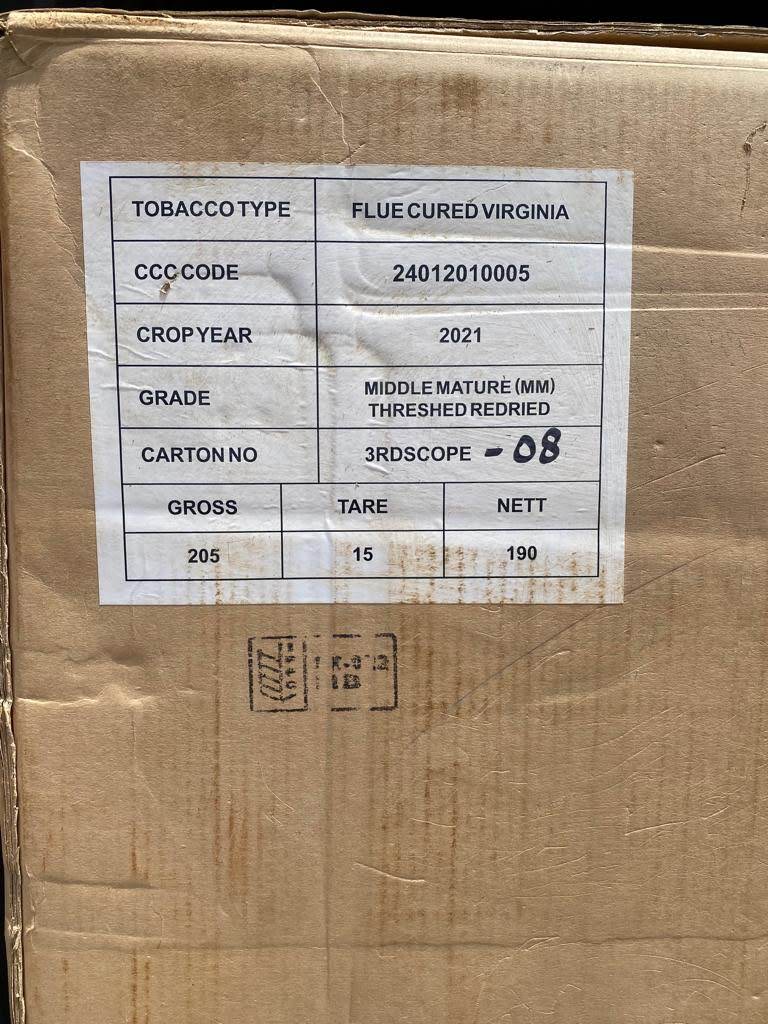 TOBACCO TYPE FLUE CURED VIRGINIA
CCC CODE 24012010005
CROP YEAR 2021
GRADE MIDDLE MATURE (MM)
THRESHED REDRIED
CARTON NO 3RDSCOPE -08
GROSS TARE NETT
205 15 190